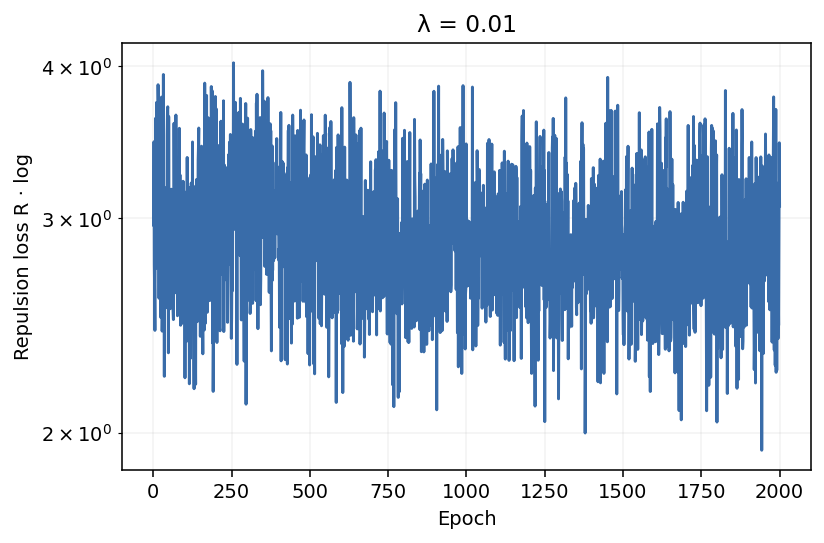 λ = 0.01
4 × 10⁰
3 × 10⁰
2 × 10⁰
Repulsion loss R · log
0 250 500 750 1000 1250 1500 1750 2000
Epoch